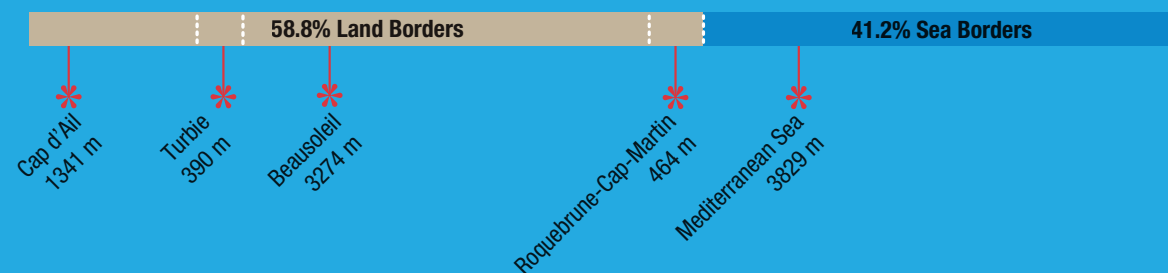 58.8% Land Borders
41.2% Sea Borders
Cap d'Ail
1341 m
Turbie
390 m
Beausoleil
3274 m
Roquebrune-Cap-Martin
464 m
Mediterranean Sea
3829 m